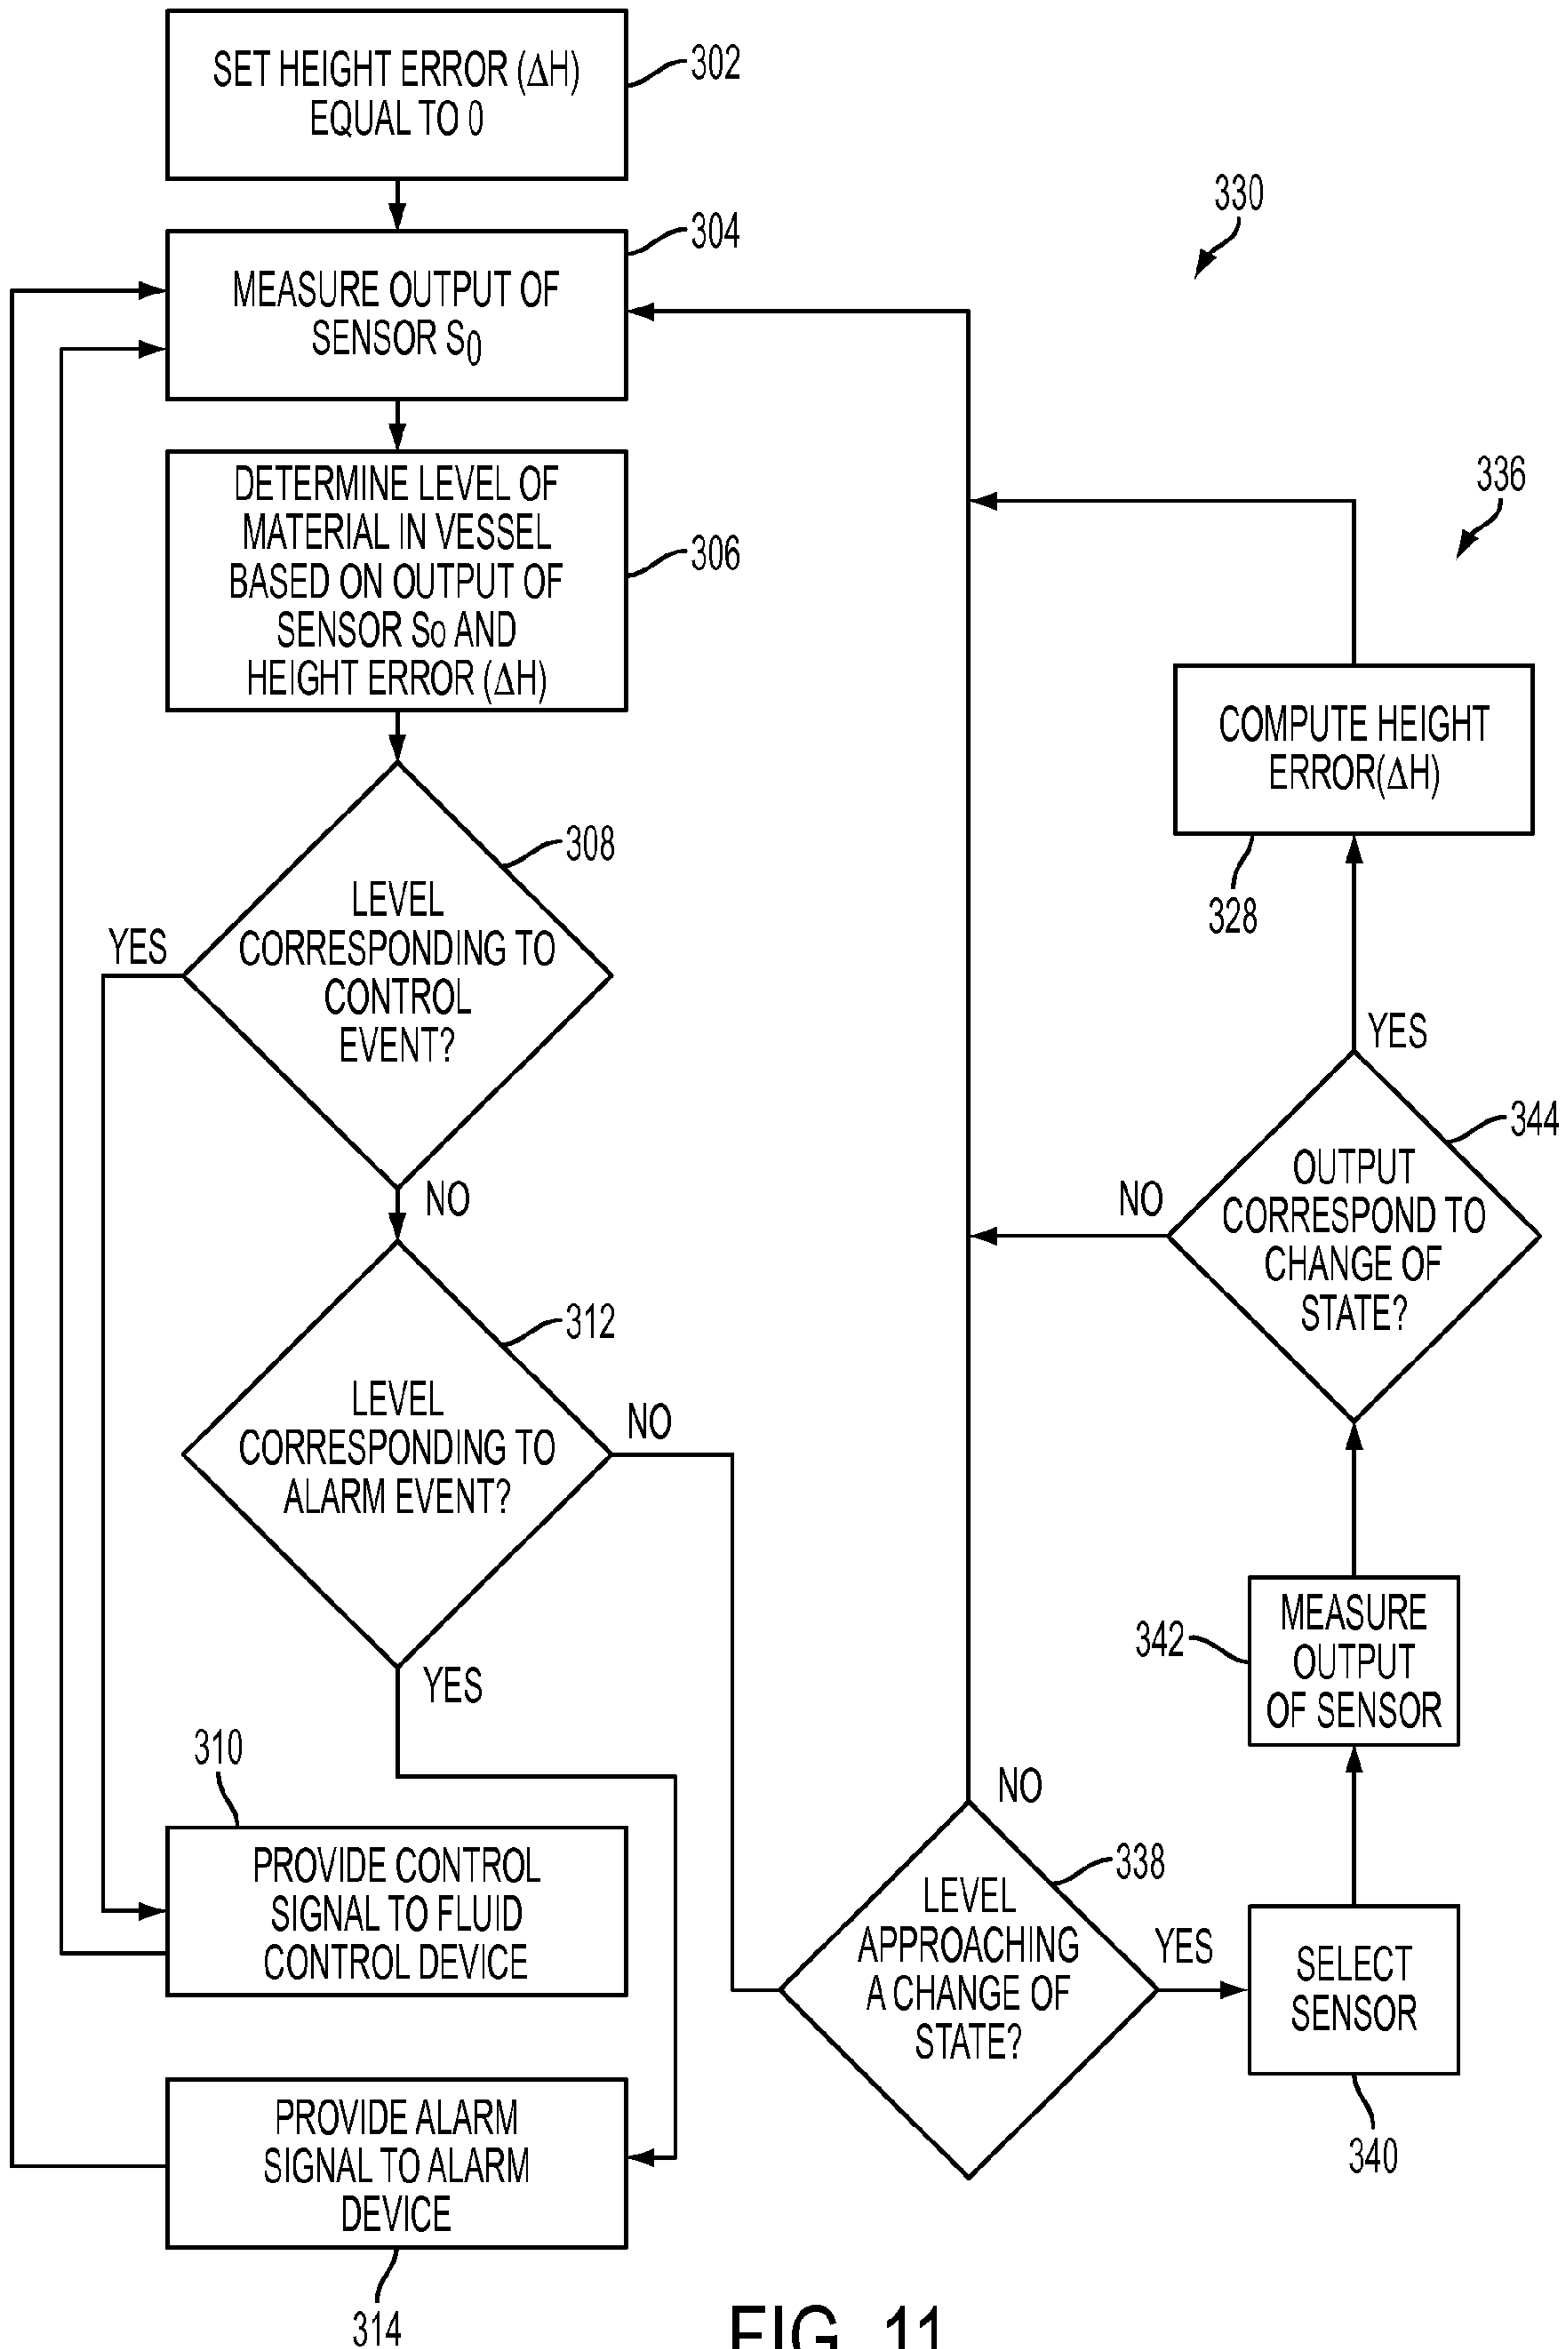 SET HEIGHT ERROR (ΔH)
EQUAL TO 0
302
MEASURE OUTPUT OF
SENSOR S0
304
DETERMINE LEVEL OF
MATERIAL IN VESSEL
BASED ON OUTPUT OF
SENSOR S0 AND
HEIGHT ERROR (ΔH)
306
308
LEVEL
CORRESPONDING TO
CONTROL
EVENT?
YES
NO
312
LEVEL
CORRESPONDING TO
ALARM EVENT?
NO
YES
310
PROVIDE CONTROL
SIGNAL TO FLUID
CONTROL DEVICE
PROVIDE ALARM
SIGNAL TO ALARM
DEVICE
314
330
336
COMPUTE HEIGHT
ERROR(ΔH)
328
YES
344
OUTPUT
CORRESPOND TO
CHANGE OF
STATE?
NO
342
MEASURE
OUTPUT
OF SENSOR
NO
338
LEVEL
APPROACHING
A CHANGE OF
STATE?
YES
SELECT
SENSOR
340
FIG. 11